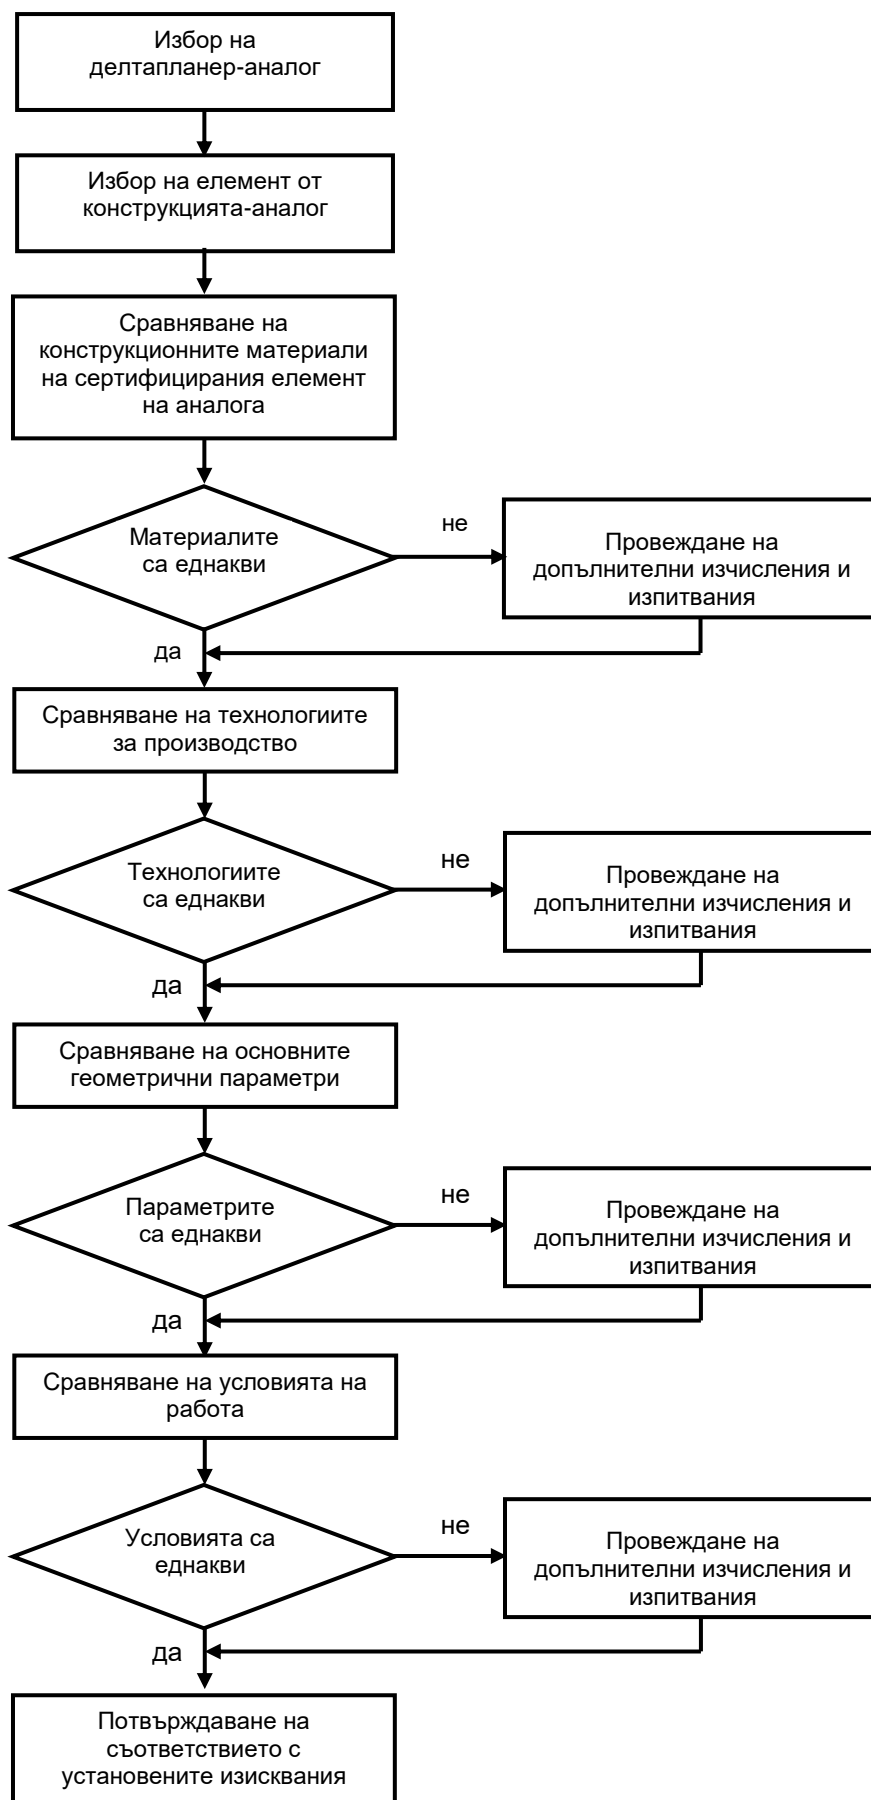 Избор на
делтапланер-аналог
Избор на елемент от
конструкцията-аналог
Сравняване на
конструкционните материали
на сертифицирания елемент
на аналога
Материалите
са еднакви
не
Провеждане на
допълнителни изчисления и
изпитвания
да
Сравняване на технологиите
за производство
Технологиите
са еднакви
не
Провеждане на
допълнителни изчисления и
изпитвания
да
Сравняване на основните
геометрични параметри
Параметрите
са еднакви
не
Провеждане на
допълнителни изчисления и
изпитвания
да
Сравняване на условията на
работа
Условията са
еднакви
не
Провеждане на
допълнителни изчисления и
изпитвания
да
Потвърждаване на
съответствието с
установените изисквания